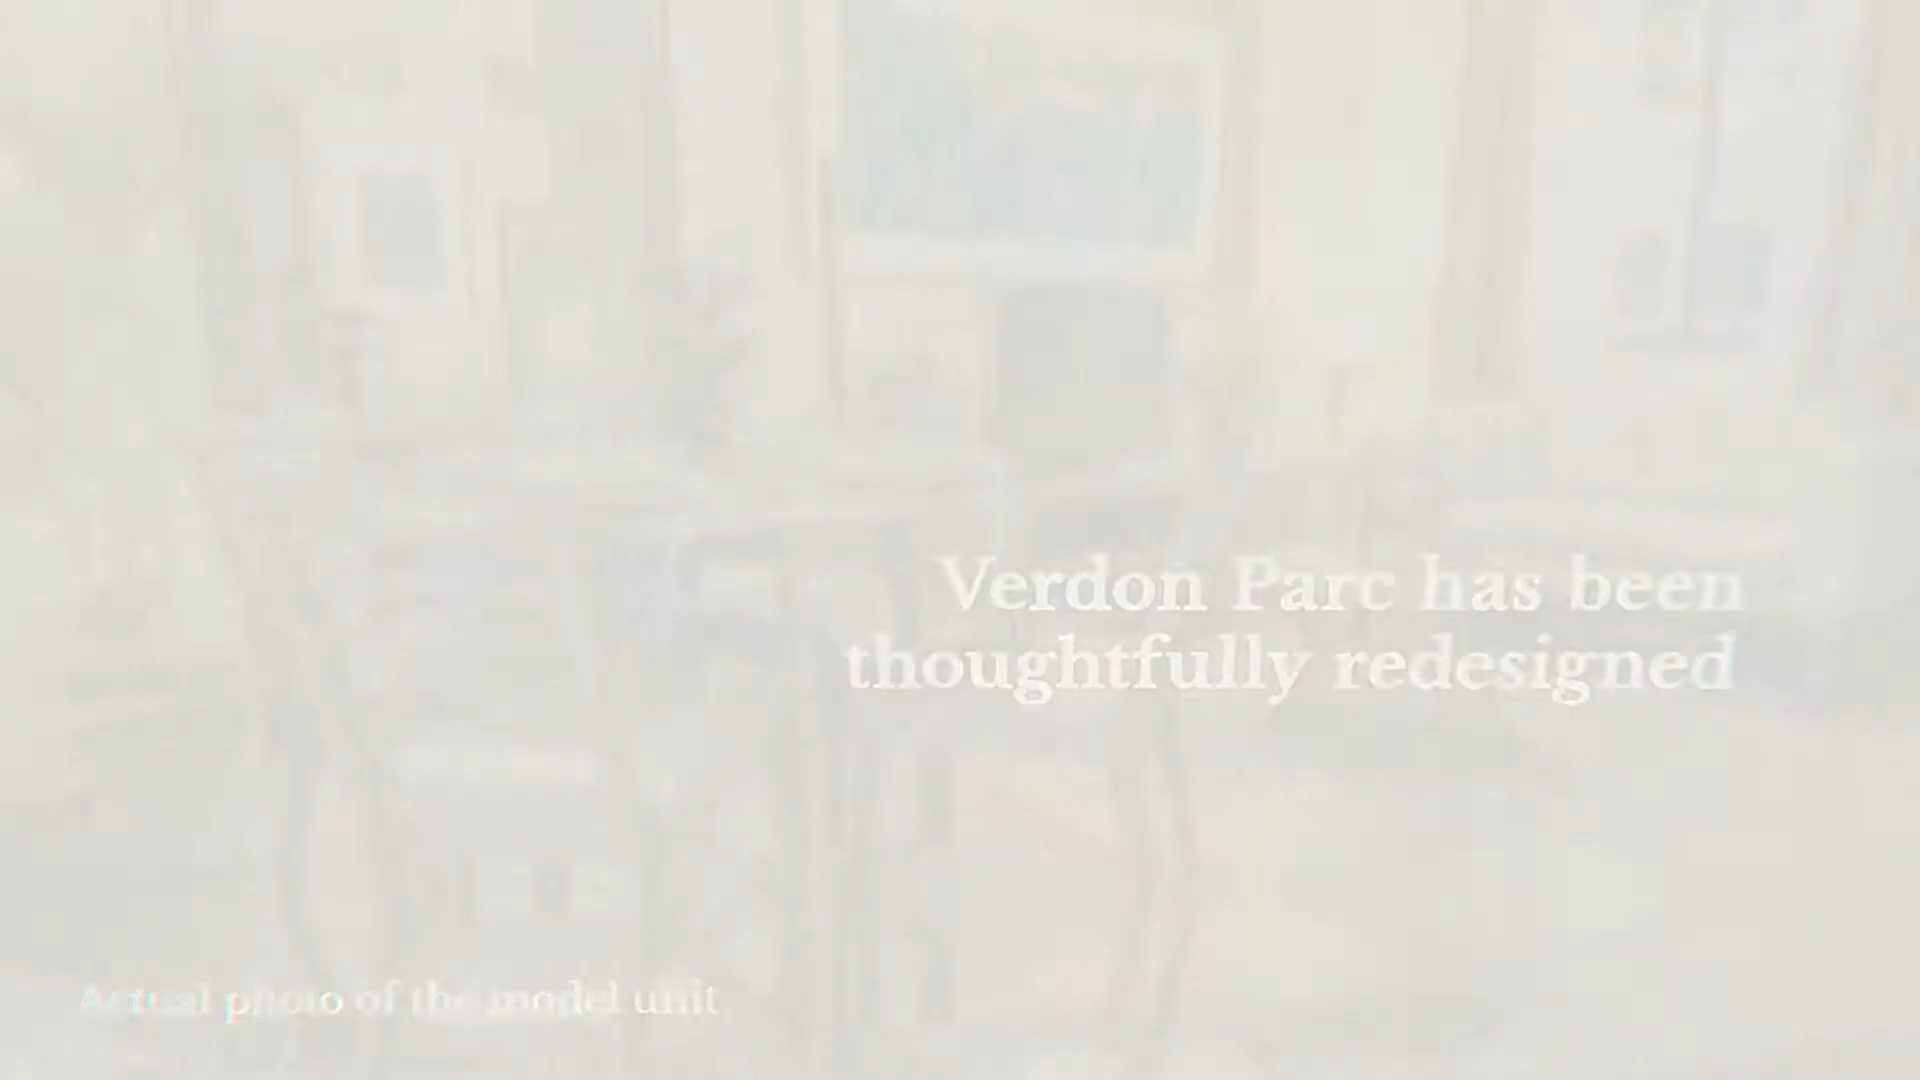 Verdon Parc has been
thoughtfully redesigned
Actual photo of the model unit